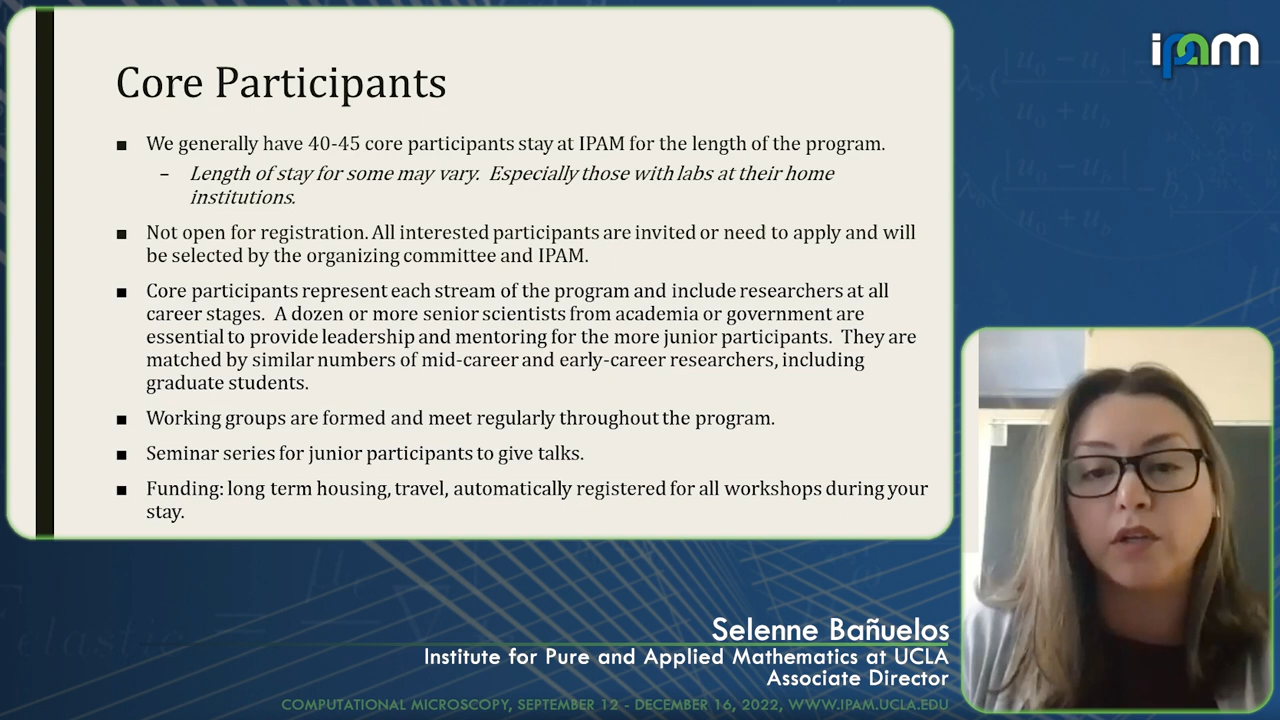 Core Participants
■ We generally have 40-45 core participants stay at IPAM for the length of the program.
– Length of stay for some may vary. Especially those with labs at their home
institutions.
■ Not open for registration. All interested participants are invited or need to apply and will
be selected by the organizing committee and IPAM.
■ Core participants represent each stream of the program and include researchers at all
career stages. A dozen or more senior scientists from academia or government are
essential to provide leadership and mentoring for the more junior participants. They are
matched by similar numbers of mid-career and early-career researchers, including
graduate students.
■ Working groups are formed and meet regularly throughout the program.
■ Seminar series for junior participants to give talks.
■ Funding: long term housing, travel, automatically registered for all workshops during your
stay.
ipam
Selenne Bañuelos
Institute for Pure and Applied Mathematics at UCLA
Associate Director
COMPUTATIONAL MICROSCOPY, SEPTEMBER 12 - DECEMBER 16, 2022, WWW.IPAM.UCLA.EDU
elastic